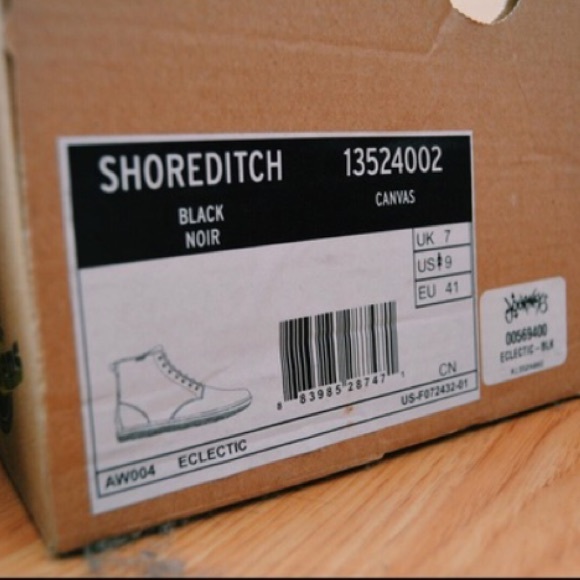 SHOREDITCH
13524002
BLACK
NOIR
CANVAS
UK 7
US 9
EU 41
8 83985 28747 1
CN
US-F072432-01
AW004 ECLECTIC
00569400
ECLECTIC - BLK